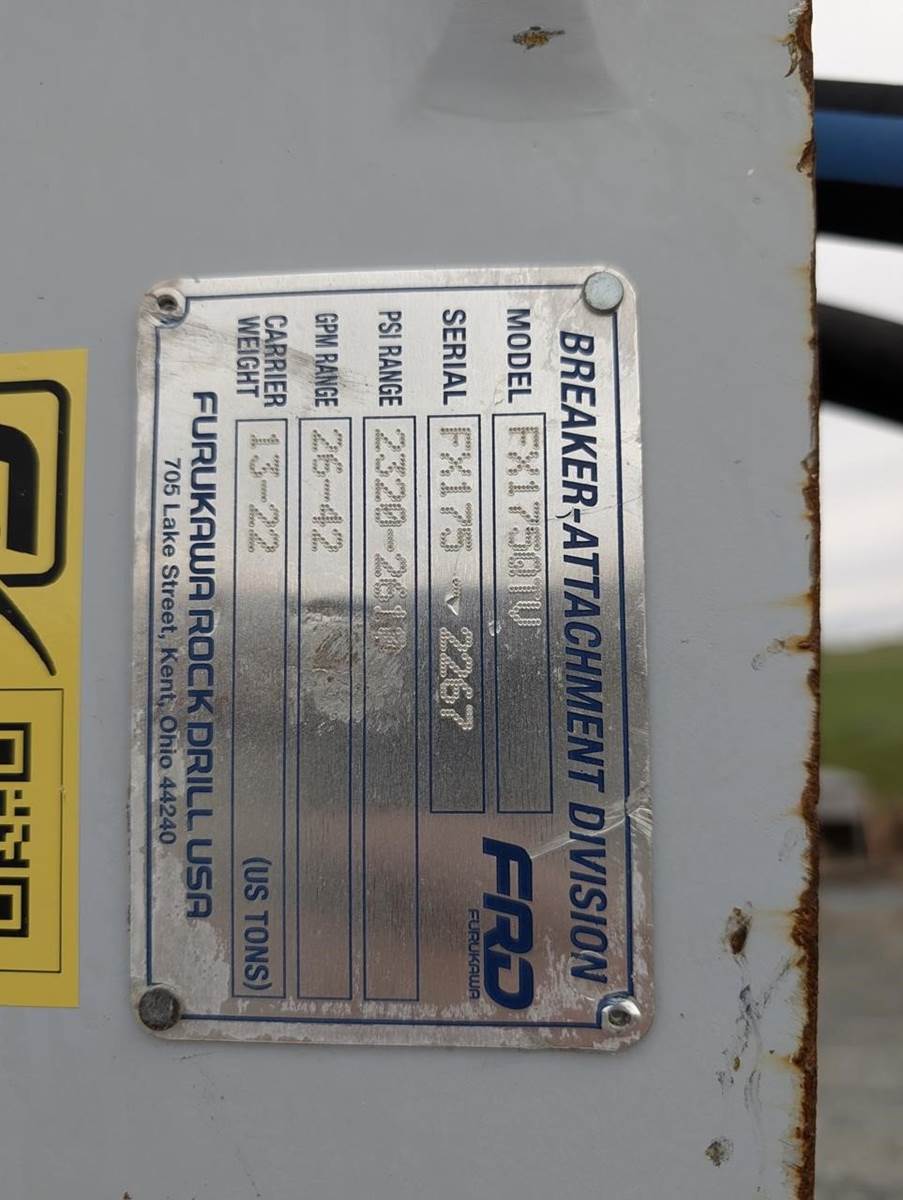 BREAKER-ATTACHMENT DIVISION
MODEL FX175QTV
SERIAL FX175 - 2267
FRD
FURUKAWA
PSI RANGE 2320-2610
GPM RANGE 26-42
CARRIER
WEIGHT 13-22 (US TONS)
FURUKAWA ROCK DRILL USA
705 Lake Street, Kent, Ohio 44240